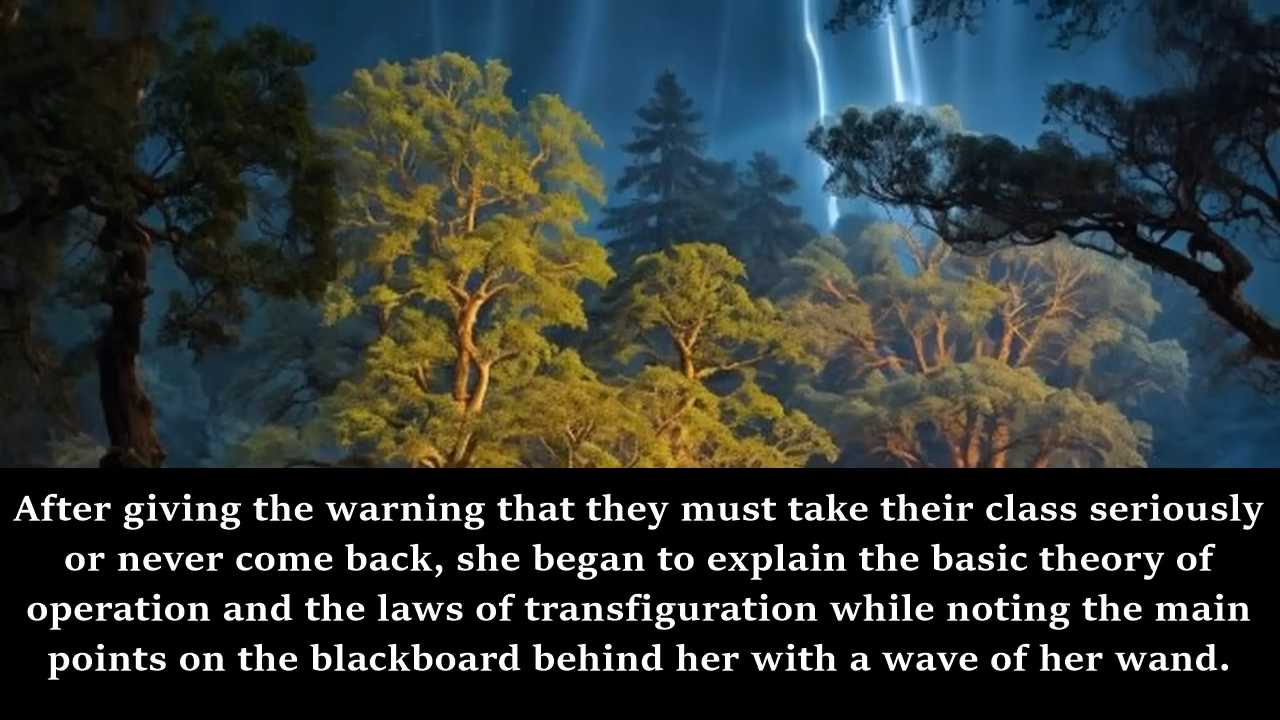 After giving the warning that they must take their class seriously
or never come back, she began to explain the basic theory of
operation and the laws of transfiguration while noting the main
points on the blackboard behind her with a wave of her wand.